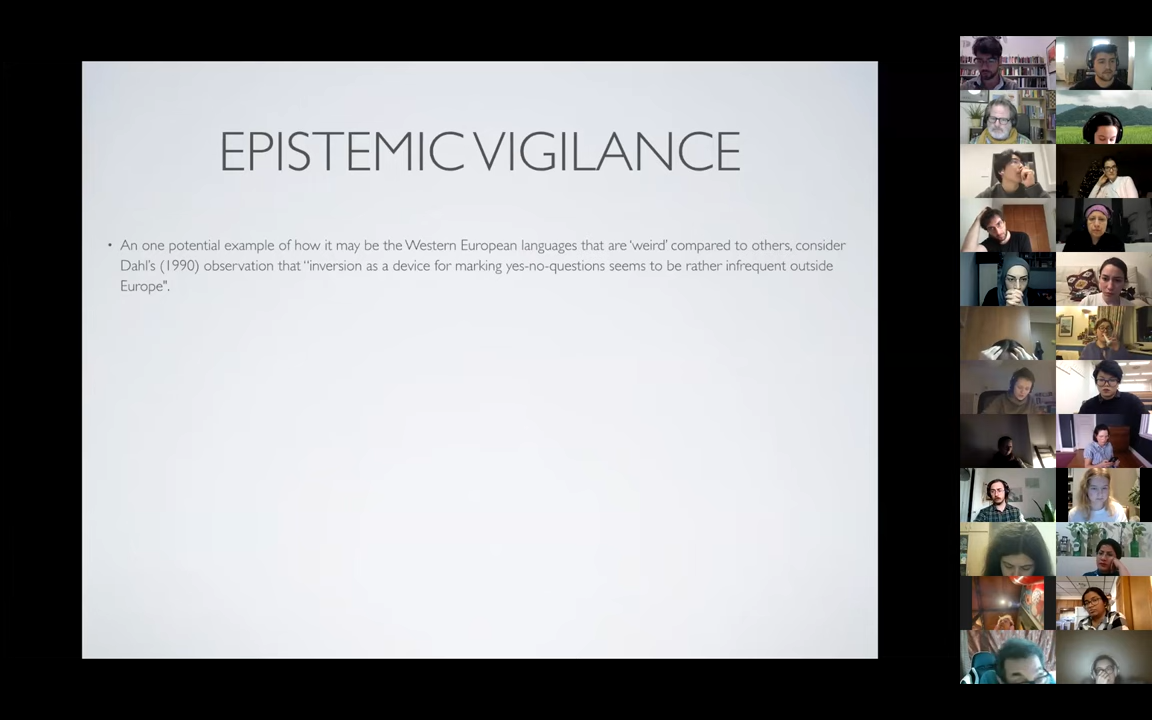 EPISTEMIC VIGILANCE
• An one potential example of how it may be the Western European languages that are 'weird' compared to others, consider
Dahl's (1990) observation that "inversion as a device for marking yes-no-questions seems to be rather infrequent outside
Europe".